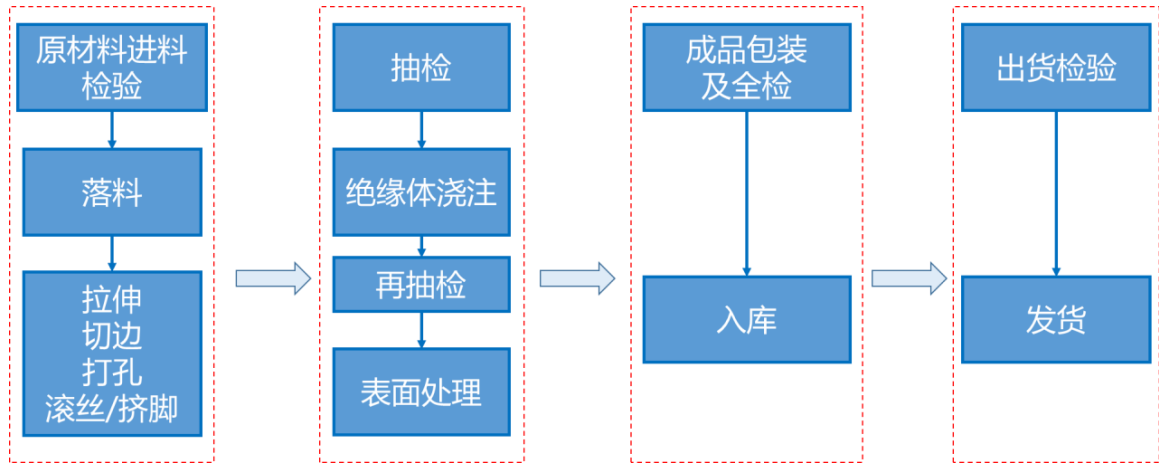 原材料进料
检验
落料
拉伸
切边
打孔
滚丝/挤脚
抽检
绝缘体浇注
再抽检
表面处理
成品包装
及全检
入库
出货检验
发货